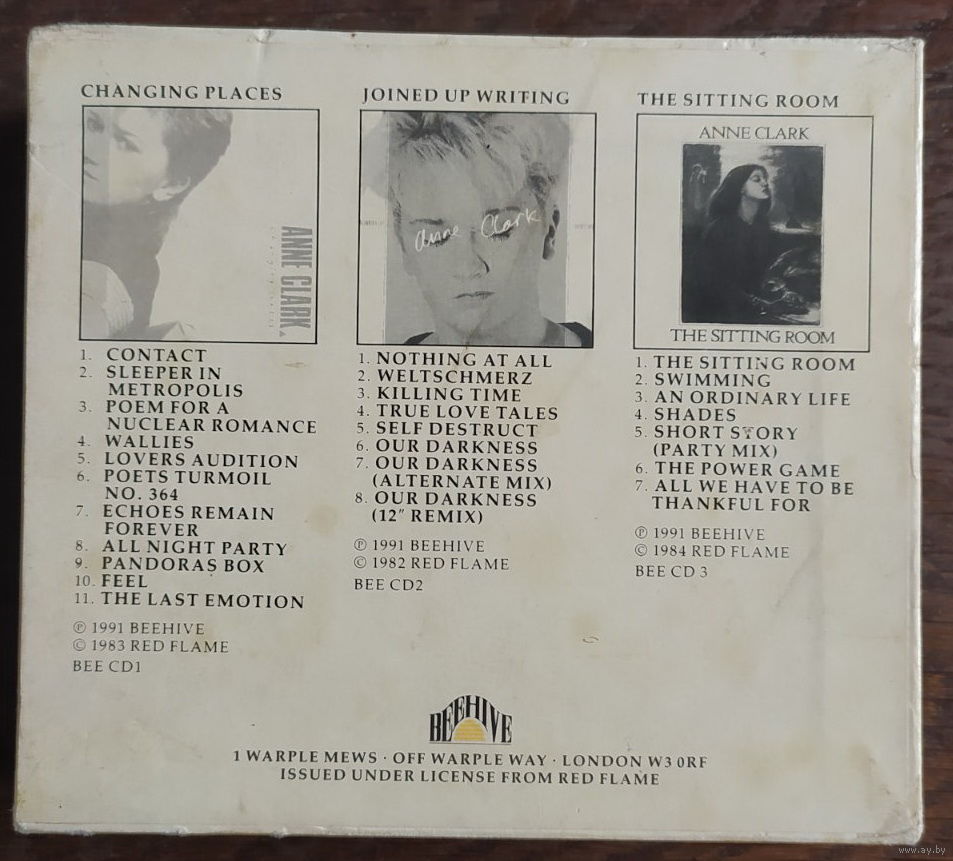 CHANGING PLACES
ANNE CLARK
1. CONTACT
2. SLEEPER IN
METROPOLIS
3. POEM FOR A
NUCLEAR ROMANCE
4. WALLIES
5. LOVERS AUDITION
6. POETS TURMOIL
NO. 364
7. ECHOES REMAIN
FOREVER
8. ALL NIGHT PARTY
9. PANDORAS BOX
10. FEEL
11. THE LAST EMOTION
℗ 1991 BEEHIVE
© 1983 RED FLAME
BEE CD1
JOINED UP WRITING
anne Clark
1. NOTHING AT ALL
2. WELTSCHMERZ
3. KILLING TIME
4. TRUE LOVE TALES
5. SELF DESTRUCT
6. OUR DARKNESS
7. OUR DARKNESS
(ALTERNATE MIX)
8. OUR DARKNESS
(12" REMIX)
℗ 1991 BEEHIVE
© 1982 RED FLAME
BEE CD2
THE SITTING ROOM
ANNE CLARK
THE SITTING ROOM
1. THE SITTING ROOM
2. SWIMMING
3. AN ORDINARY LIFE
4. SHADES
5. SHORT STORY
(PARTY MIX)
6. THE POWER GAME
7. ALL WE HAVE TO BE
THANKFUL FOR
℗ 1991 BEEHIVE
© 1984 RED FLAME
BEE CD 3
BEEHIVE
1 WARPLE MEWS · OFF WARPLE WAY · LONDON W3 0RF
ISSUED UNDER LICENSE FROM RED FLAME
www.ay.by